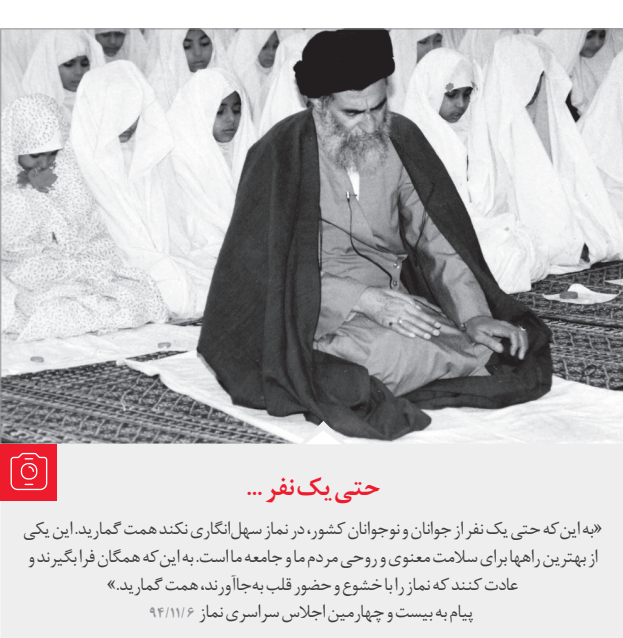 حتی یک نفر ...
«به این که حتی یک نفر از جوانان و نوجوانان کشور، در نماز سهل‌انگاری نکند همت گمارید. این یکی
از بهترین راهها برای سلامت معنوی و روحی مردم ما و جامعه ما است. به این که همگان فرا بگیرند و
عادت کنند که نماز را با خشوع و حضور قلب به‌جا آورند، همت گمارید.»
پیام به بیست و چهارمین اجلاس سراسری نماز ۹۴/۱۱/۶